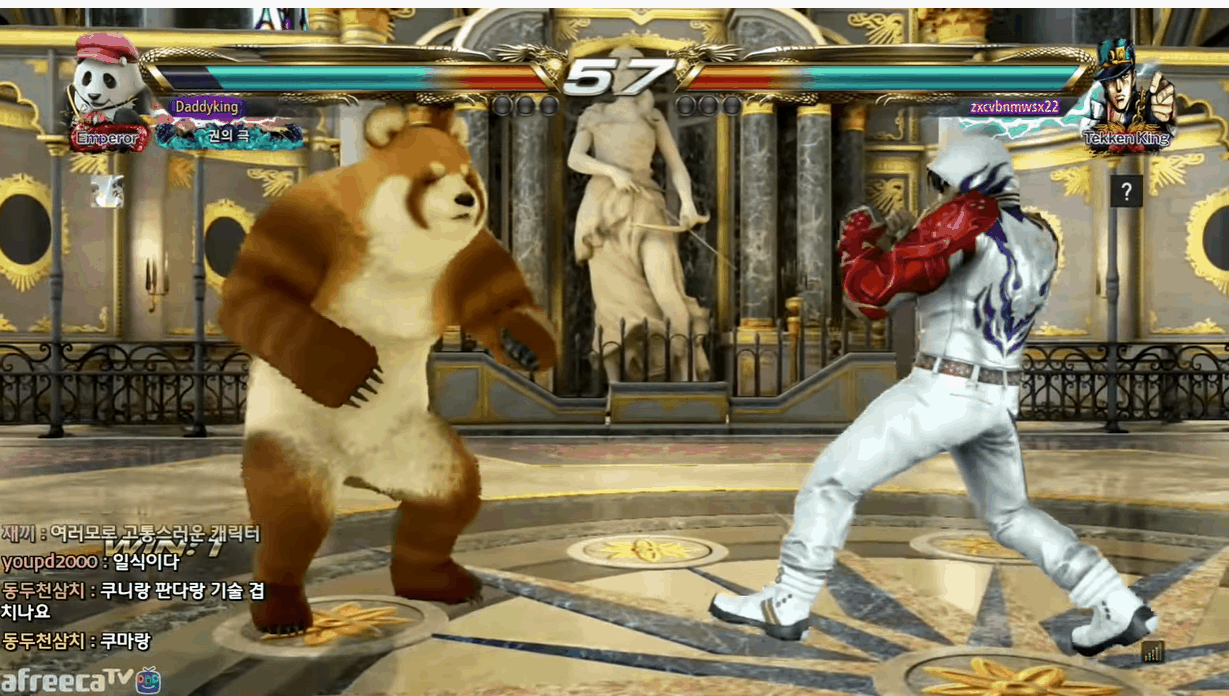 57
Daddyking
zxcvbnmwsx22
Emperor
권의 극
Tekken King
?
WIN: 1
재끼 : 여러모로 고통스러운 캐릭터
youpd2000 : 일식이다
동두천삼치 : 쿠니랑 판다랑 기술 겹
치나요
동두천삼치 : 쿠마랑
afreecaTV